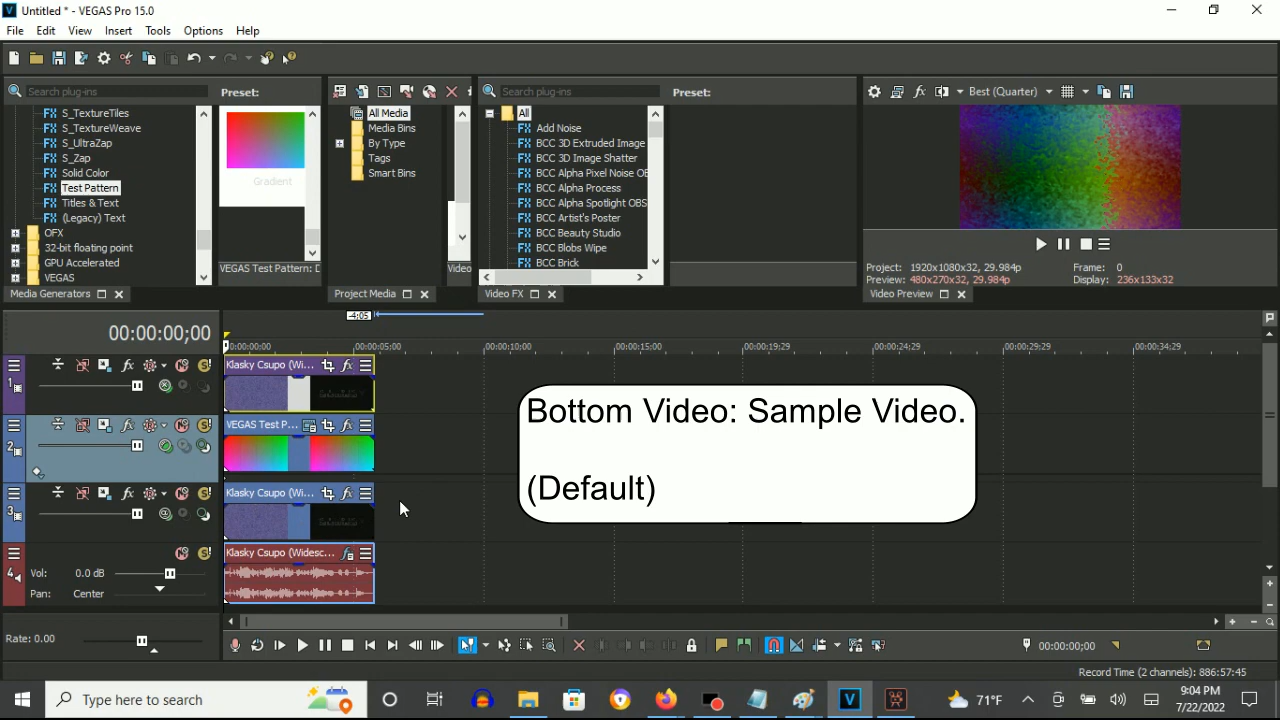 Untitled * - VEGAS Pro 15.0
File Edit View Insert Tools Options Help
Search plug-ins
Preset:
S_TextureTiles
S_TextureWeave
S_UltraZap
S_Zap
Solid Color
Test Pattern
Titles & Text
(Legacy) Text
OFX
32-bit floating point
GPU Accelerated
VEGAS
Gradient
VEGAS Test Pattern: D
Media Generators
All Media
Media Bins
By Type
Tags
Smart Bins
Video
Project Media
Search plug-ins
Preset:
All
Add Noise
BCC 3D Extruded Image
BCC 3D Image Shatter
BCC Alpha Pixel Noise OB
BCC Alpha Process
BCC Alpha Spotlight OBS
BCC Artist's Poster
BCC Beauty Studio
BCC Blobs Wipe
BCC Brick
Video FX
Best (Quarter)
Project: 1920x1080x32, 29.984p
Preview: 480x270x32, 29.984p
Frame: 0
Display: 236x133x32
Video Preview
00:00:00;00
-4;05
00:00:00;00 00:00:05;00 00:00:10;00 00:00:15;00 00:00:19;29 00:00:24;29 00:00:29;29 00:00:34;29
1
Klasky Csupo (Wi...
2
VEGAS Test P...
3
Klasky Csupo (Wi...
4
Klasky Csupo (Widesc...
Vol: 0.0 dB
Pan: Center
Bottom Video: Sample Video.
(Default)
Rate: 0.00
00:00:00;00
Record Time (2 channels): 886:57:45
Type here to search
71°F
9:04 PM
7/22/2022